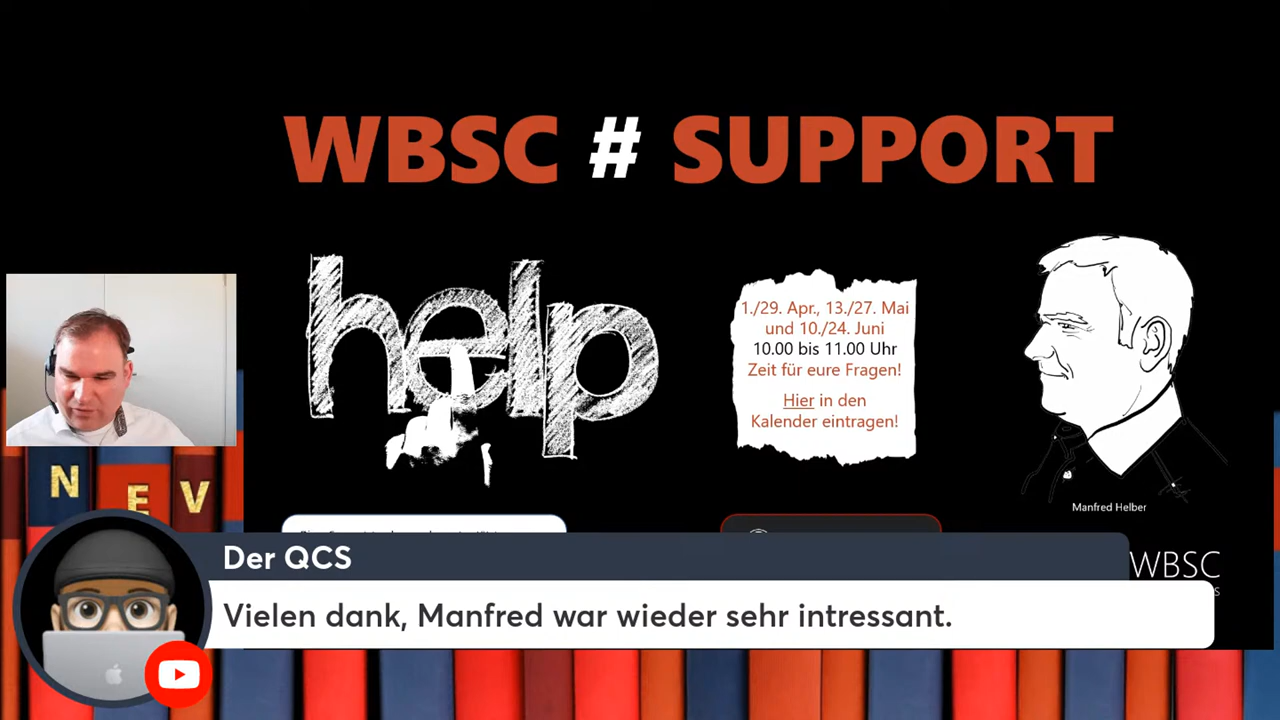 WBSC # SUPPORT
help
1./29. Apr., 13./27. Mai
und 10./24. Juni
10.00 bis 11.00 Uhr
Zeit für eure Fragen!
Hier in den
Kalender eintragen!
Manfred Helber
N E V
Der QCS
WBSC
Vielen dank, Manfred war wieder sehr intressant.